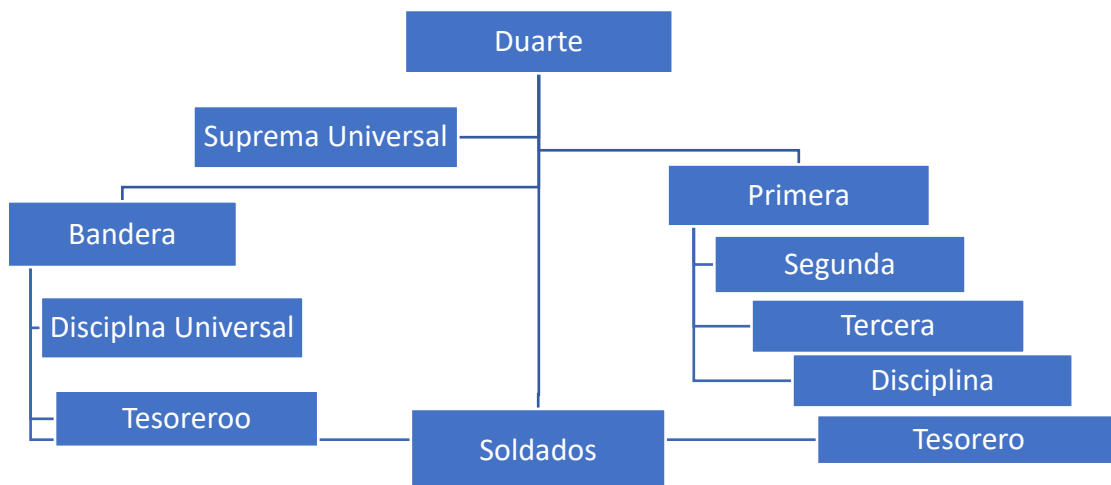 Duarte
Suprema Universal
Primera
Bandera
Segunda
Disciplna Universal
Tercera
Disciplina
Tesoreroo
Soldados
Tesorero